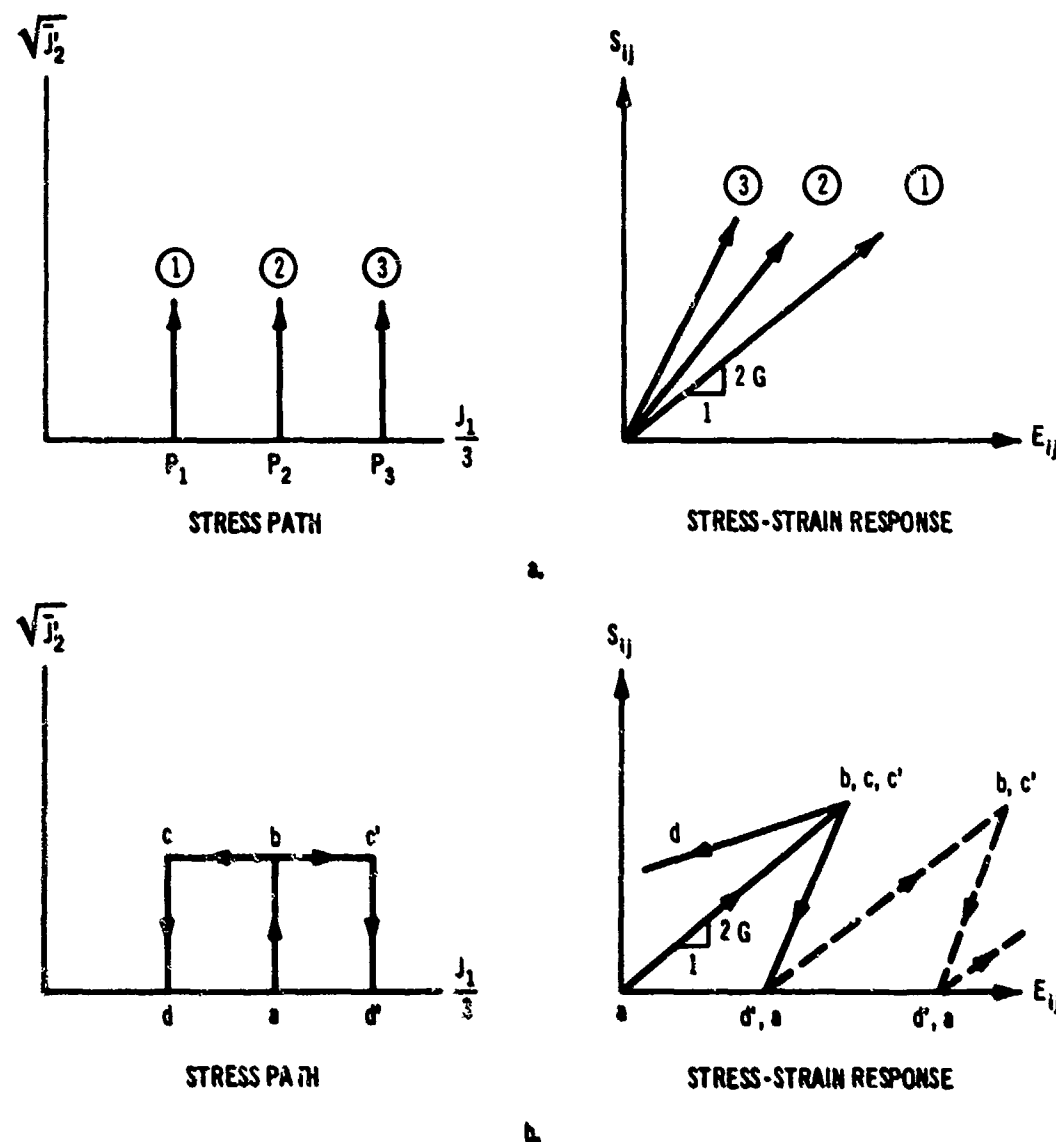 √J̄'₂
S_ij
③ ② ①
① ② ③
2 G
1
J₁/3
E_ij
P₁ P₂ P₃
STRESS PATH
STRESS-STRAIN RESPONSE
a.
√J̄'₂
S_ij
b, c, c'
b, c'
c b c'
d
2 G
1
J₁/3
E_ij
d a d'
a
d', a
d', a
STRESS PATH
STRESS-STRAIN RESPONSE
b.